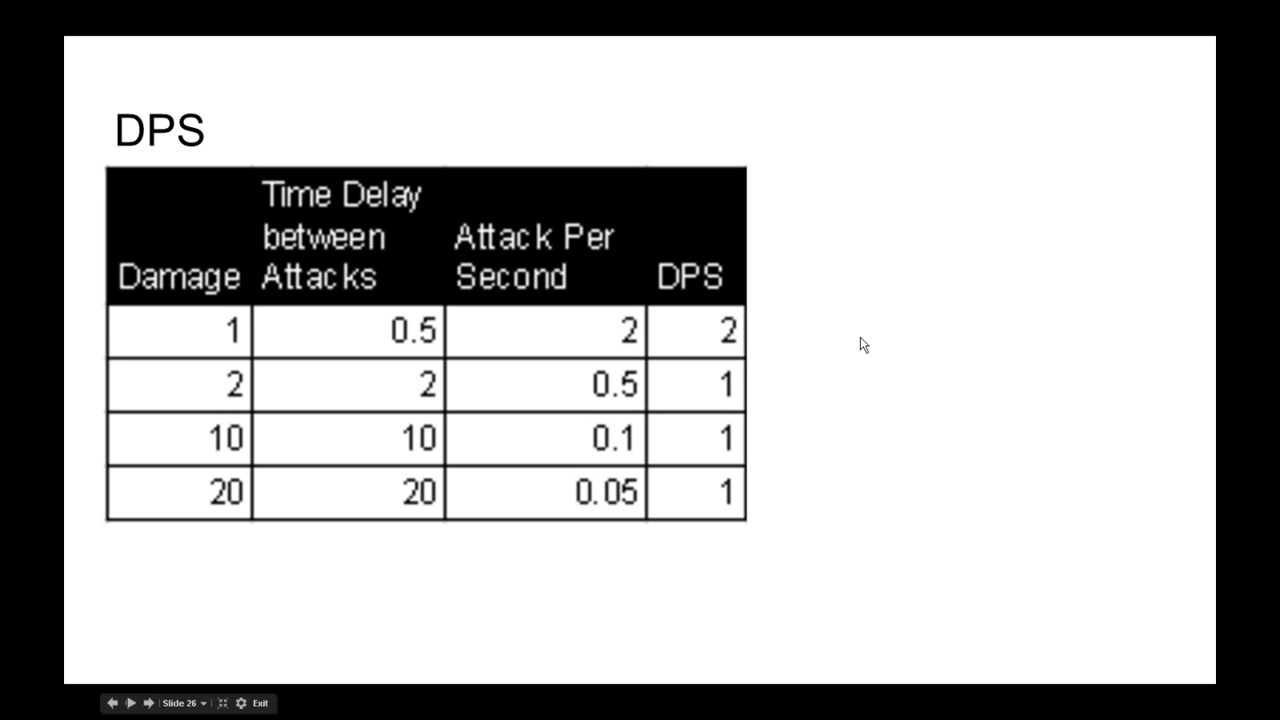 DPS
Damage Time Delay between Attacks Attack Per Second DPS
1 0.5 2 2
2 2 0.5 1
10 10 0.1 1
20 20 0.05 1
Slide 26 Exit